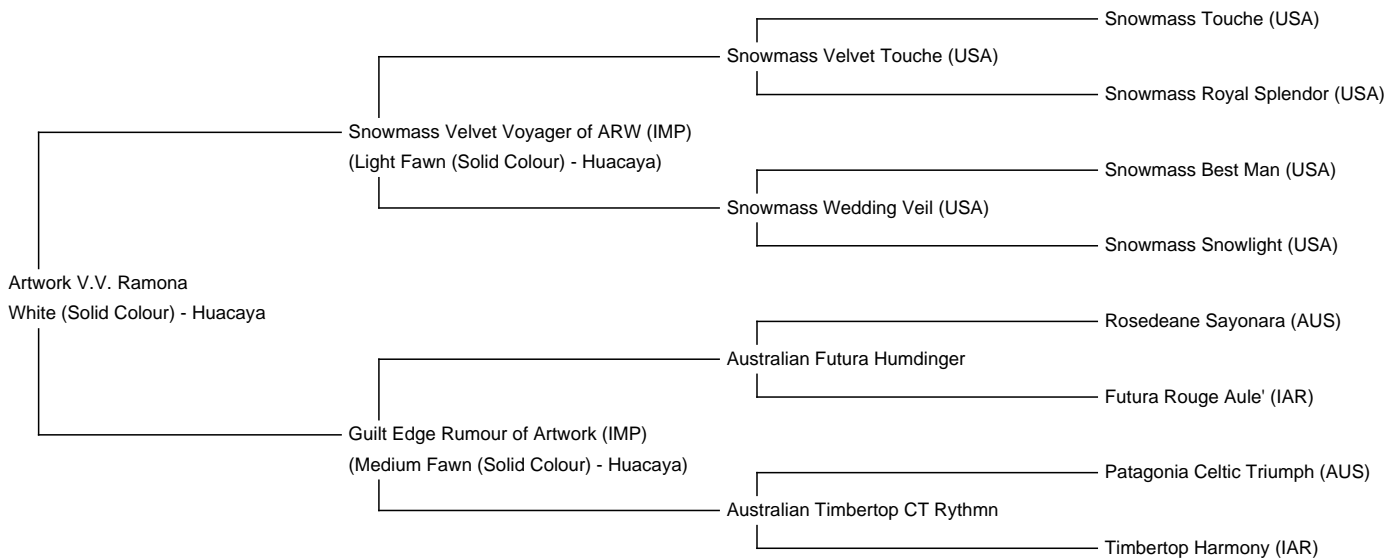 Snowmass Touche (USA)
Snowmass Velvet Touche (USA)
Snowmass Royal Splendor (USA)
Snowmass Velvet Voyager of ARW (IMP)
(Light Fawn (Solid Colour) - Huacaya)
Snowmass Best Man (USA)
Snowmass Wedding Veil (USA)
Snowmass Snowlight (USA)
Artwork V.V. Ramona
White (Solid Colour) - Huacaya
Rosedeane Sayonara (AUS)
Australian Futura Humdinger
Futura Rouge Aule' (IAR)
Guilt Edge Rumour of Artwork (IMP)
(Medium Fawn (Solid Colour) - Huacaya)
Patagonia Celtic Triumph (AUS)
Australian Timbertop CT Rythmn
Timbertop Harmony (IAR)